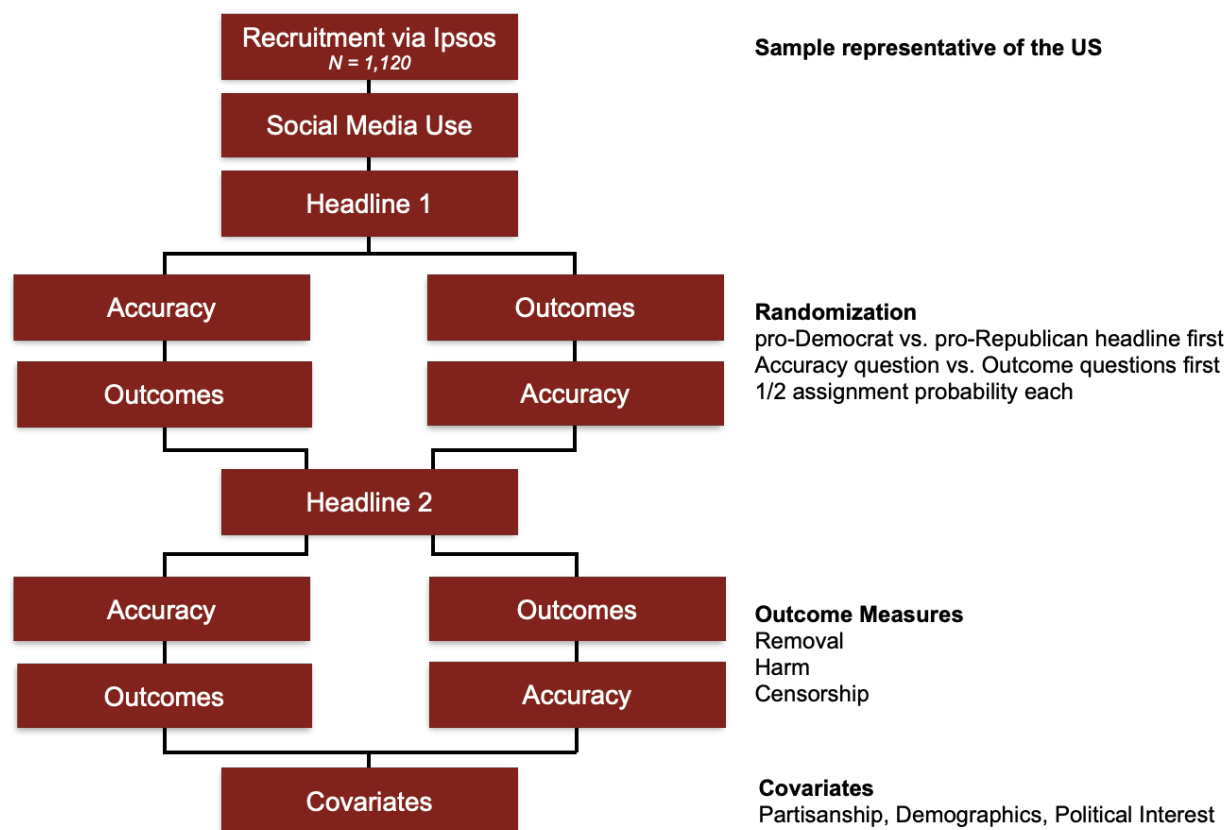 Recruitment via Ipsos
N = 1,120
Sample representative of the US
Social Media Use
Headline 1
Accuracy
Outcomes
Outcomes
Accuracy
Randomization
pro-Democrat vs. pro-Republican headline first
Accuracy question vs. Outcome questions first
1/2 assignment probability each
Headline 2
Accuracy
Outcomes
Outcomes
Accuracy
Outcome Measures
Removal
Harm
Censorship
Covariates
Covariates
Partisanship, Demographics, Political Interest